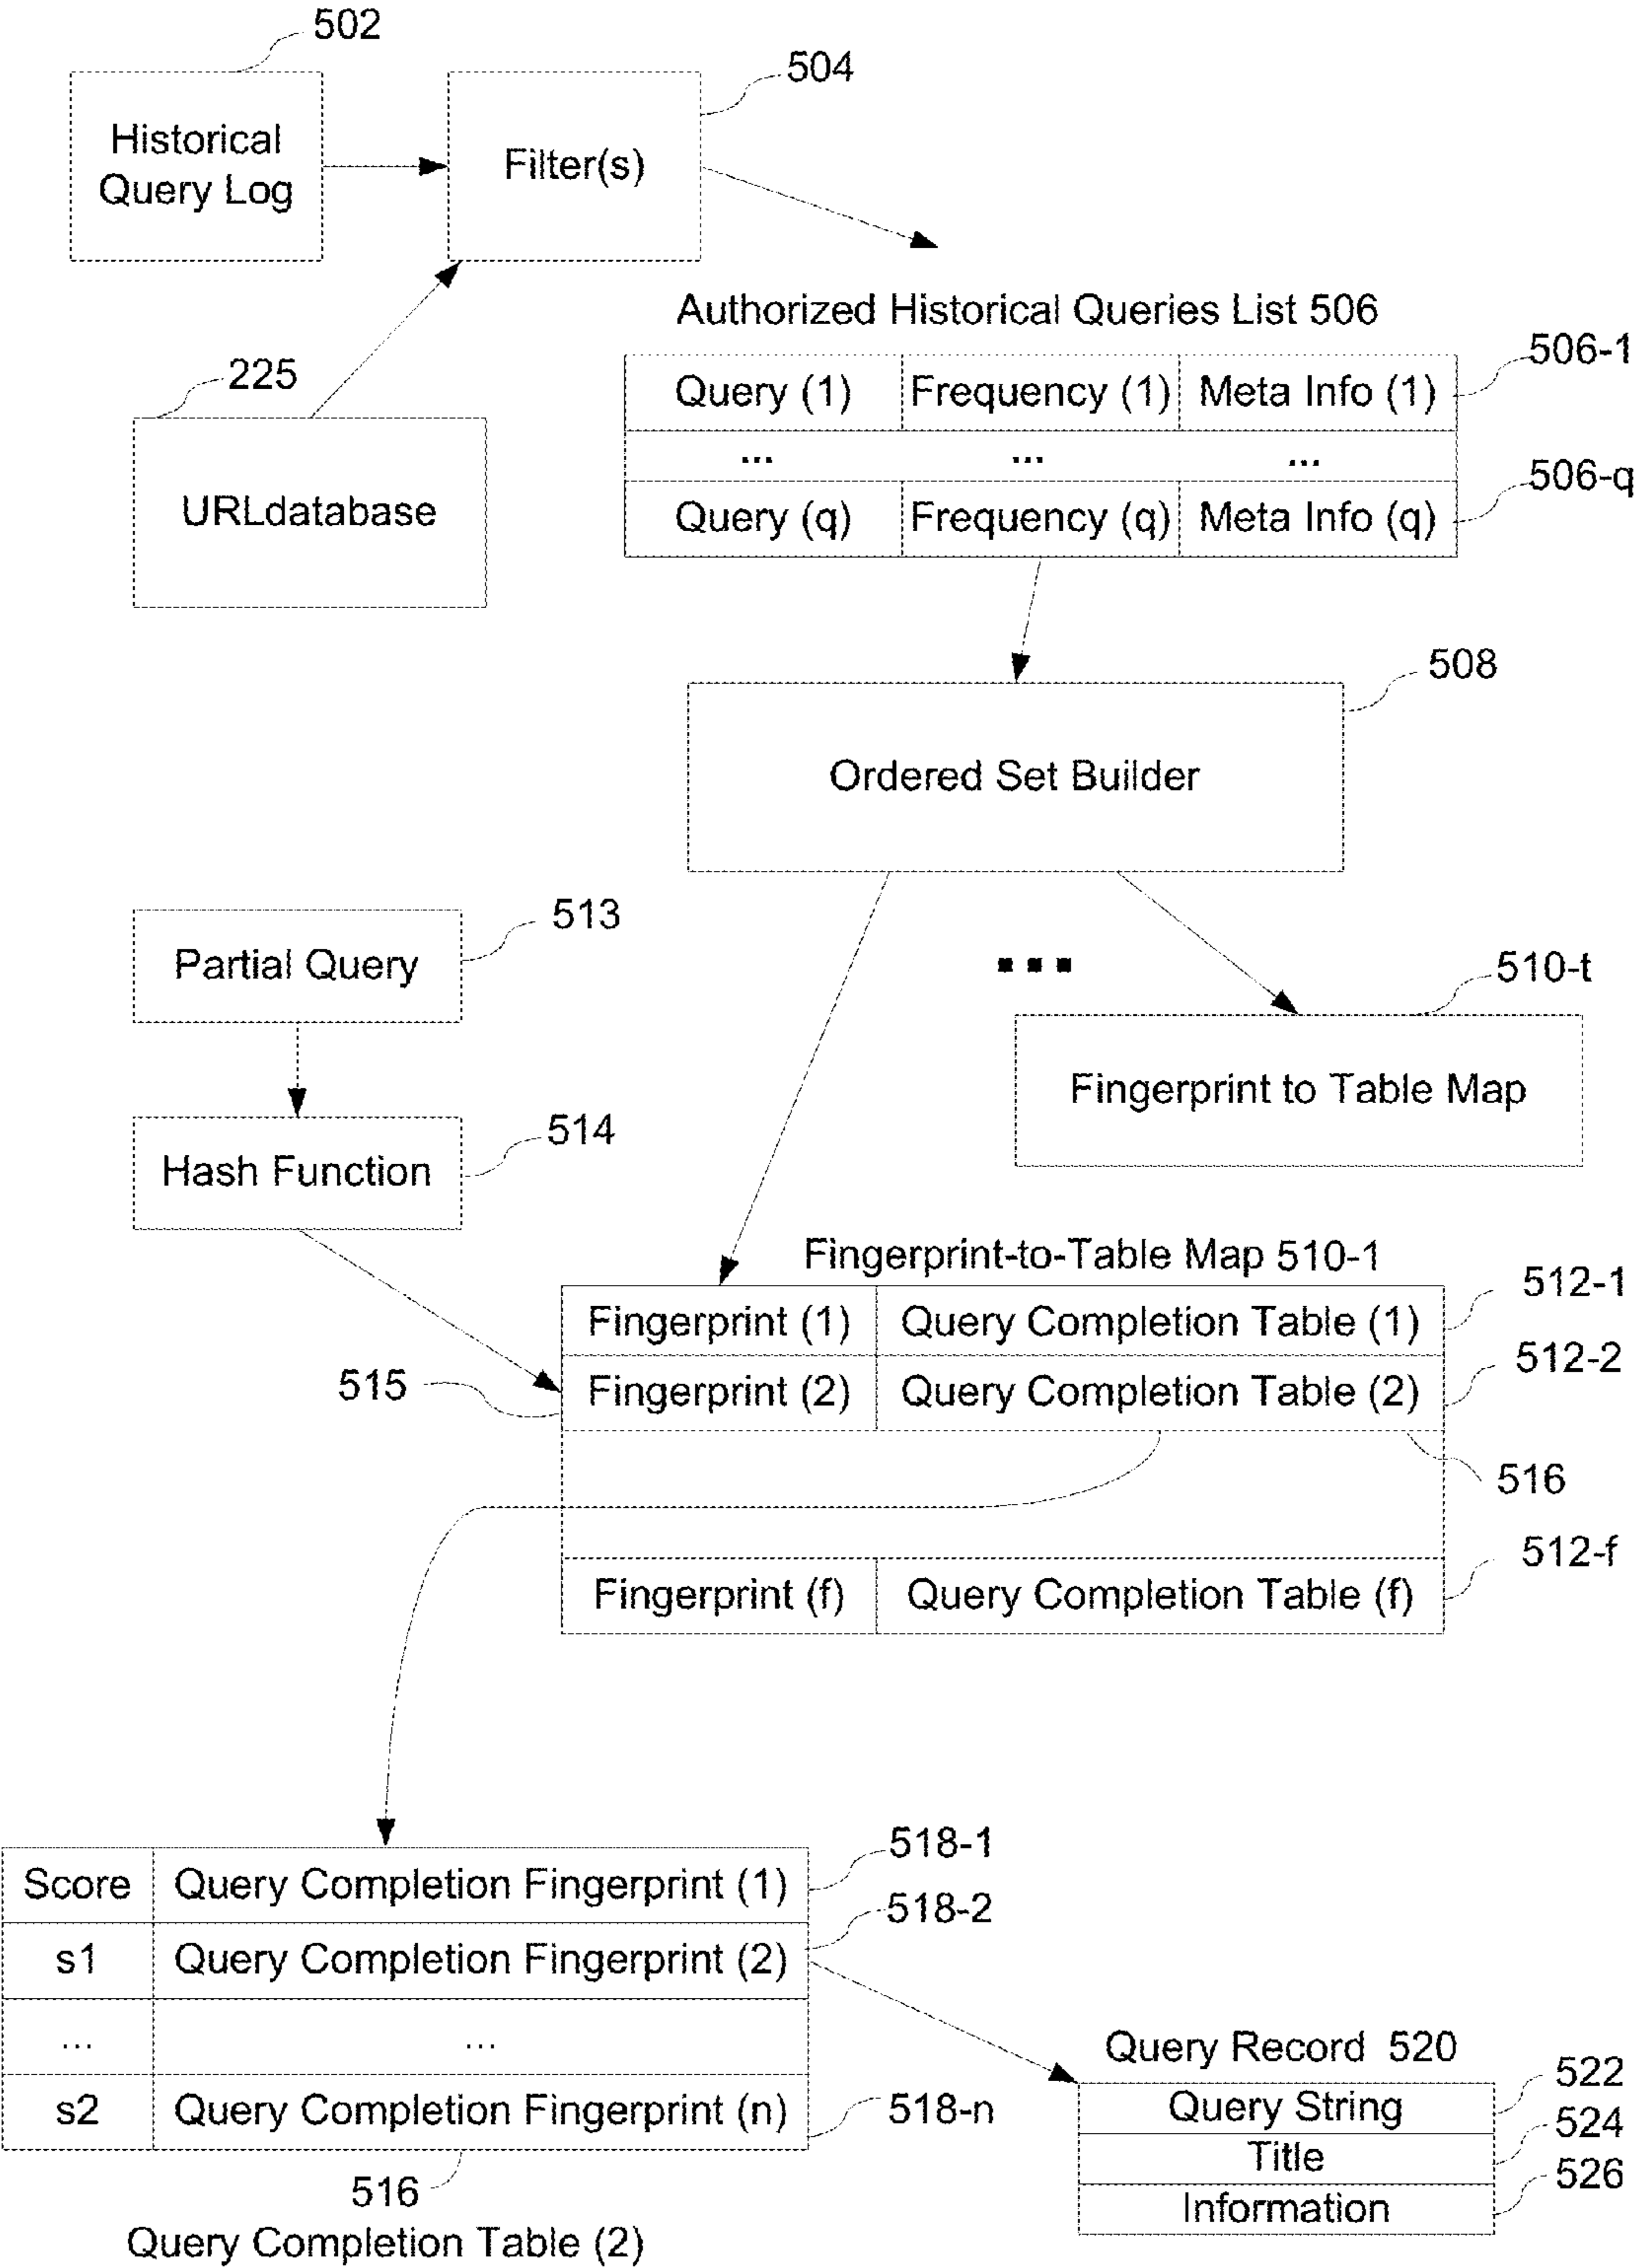 502
504
Historical
Query Log
Filter(s)
Authorized Historical Queries List 506
506-1
225
Query (1) Frequency (1) Meta Info (1)
... ... ...
506-q
URLdatabase
Query (q) Frequency (q) Meta Info (q)
508
Ordered Set Builder
513
Partial Query
...
510-t
Fingerprint to Table Map
514
Hash Function
Fingerprint-to-Table Map 510-1
512-1
Fingerprint (1) Query Completion Table (1)
512-2
515
Fingerprint (2) Query Completion Table (2)
516
512-f
Fingerprint (f) Query Completion Table (f)
518-1
Score Query Completion Fingerprint (1)
518-2
s1 Query Completion Fingerprint (2)
... ...
Query Record 520
522
s2 Query Completion Fingerprint (n)
518-n
Query String
524
Title
526
516
Information
Query Completion Table (2)